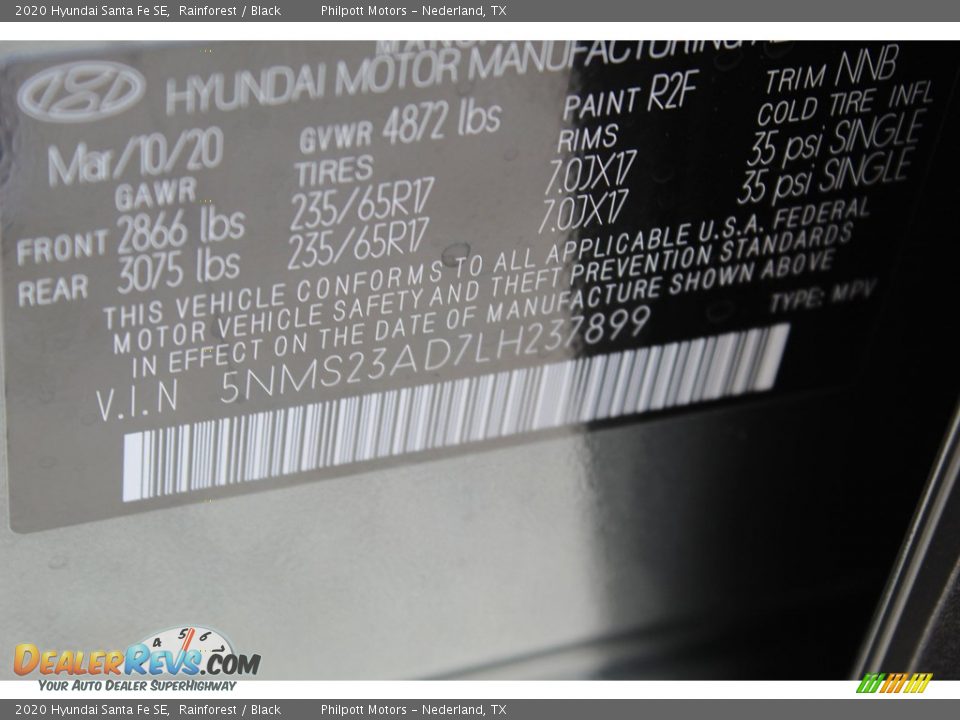 2020 Hyundai Santa Fe SE, Rainforest / Black Philpott Motors - Nederland, TX
HYUNDAI MOTOR MANUFACTURING
Mar/10/20 GVWR 4872 lbs PAINT R2F TRIM NNB
GAWR TIRES RIMS COLD TIRE INFL
FRONT 2866 lbs 235/65R17 7.0JX17 35 psi SINGLE
REAR 3075 lbs 235/65R17 7.0JX17 35 psi SINGLE
THIS VEHICLE CONFORMS TO ALL APPLICABLE U.S.A. FEDERAL
MOTOR VEHICLE SAFETY AND THEFT PREVENTION STANDARDS
IN EFFECT ON THE DATE OF MANUFACTURE SHOWN ABOVE
V.I.N 5NMS23AD7LH237899 TYPE: MPV
4 5 6
DEALERREVS.COM
YOUR AUTO DEALER SUPERHIGHWAY
2020 Hyundai Santa Fe SE, Rainforest / Black Philpott Motors - Nederland, TX